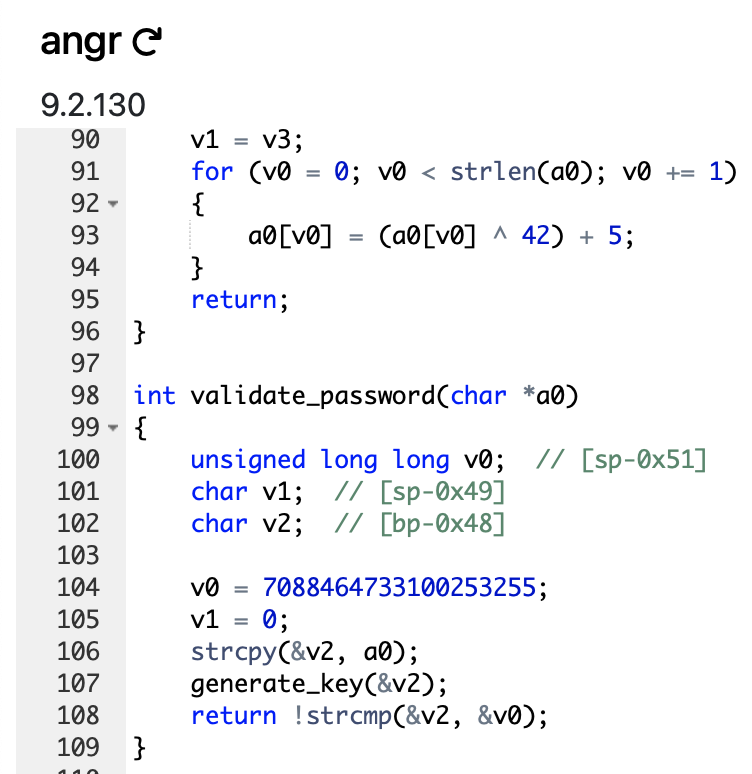 angr
9.2.130
90 v1 = v3;
91 for (v0 = 0; v0 < strlen(a0); v0 += 1)
92 {
93 a0[v0] = (a0[v0] ^ 42) + 5;
94 }
95 return;
96 }
97
98 int validate_password(char *a0)
99 {
100 unsigned long long v0;  // [sp-0x51]
101 char v1;  // [sp-0x49]
102 char v2;  // [bp-0x48]
103
104 v0 = 7088464733100253255;
105 v1 = 0;
106 strcpy(&v2, a0);
107 generate_key(&v2);
108 return !strcmp(&v2, &v0);
109 }